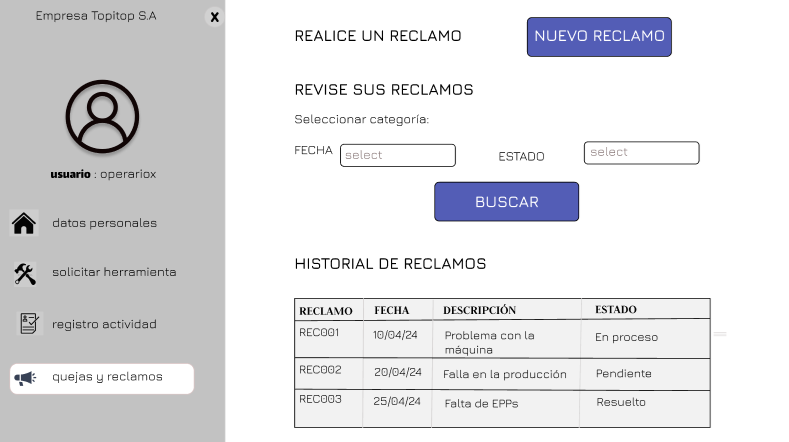 Empresa Topitop S.A
X
usuario : operariox
datos personales
solicitar herramienta
registro actividad
quejas y reclamos
REALICE UN RECLAMO
NUEVO RECLAMO
REVISE SUS RECLAMOS
Seleccionar categoría:
FECHA select ESTADO select
BUSCAR
HISTORIAL DE RECLAMOS
RECLAMO FECHA DESCRIPCIÓN ESTADO
REC001 10/04/24 Problema con la máquina En proceso
REC002 20/04/24 Falla en la producción Pendiente
REC003 25/04/24 Falta de EPPs Resuelto